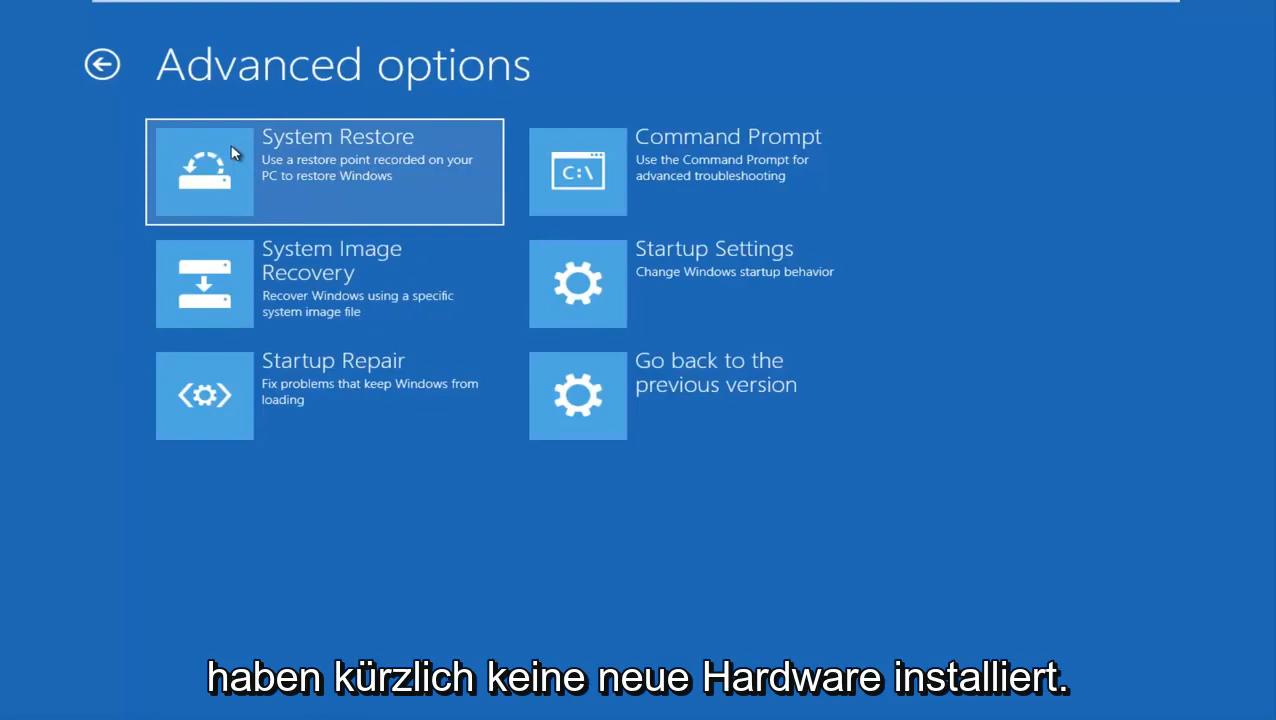 Advanced options
System Restore
Use a restore point recorded on your
PC to restore Windows
Command Prompt
Use the Command Prompt for
advanced troubleshooting
C:\
System Image
Recovery
Recover Windows using a specific
system image file
Startup Settings
Change Windows startup behavior
Startup Repair
Fix problems that keep Windows from
loading
Go back to the
previous version
haben kürzlich keine neue Hardware installiert.